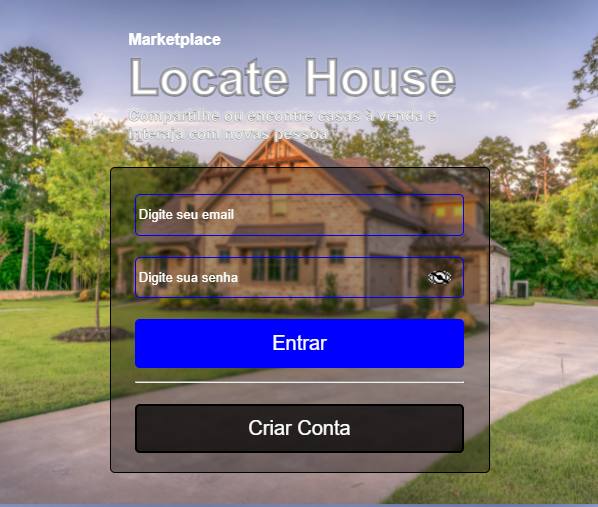 Marketplace
Locate House
Compartilhe ou encontre casas à venda e
interaja com novas pessoa
Digite seu email
Digite sua senha
Entrar
Criar Conta